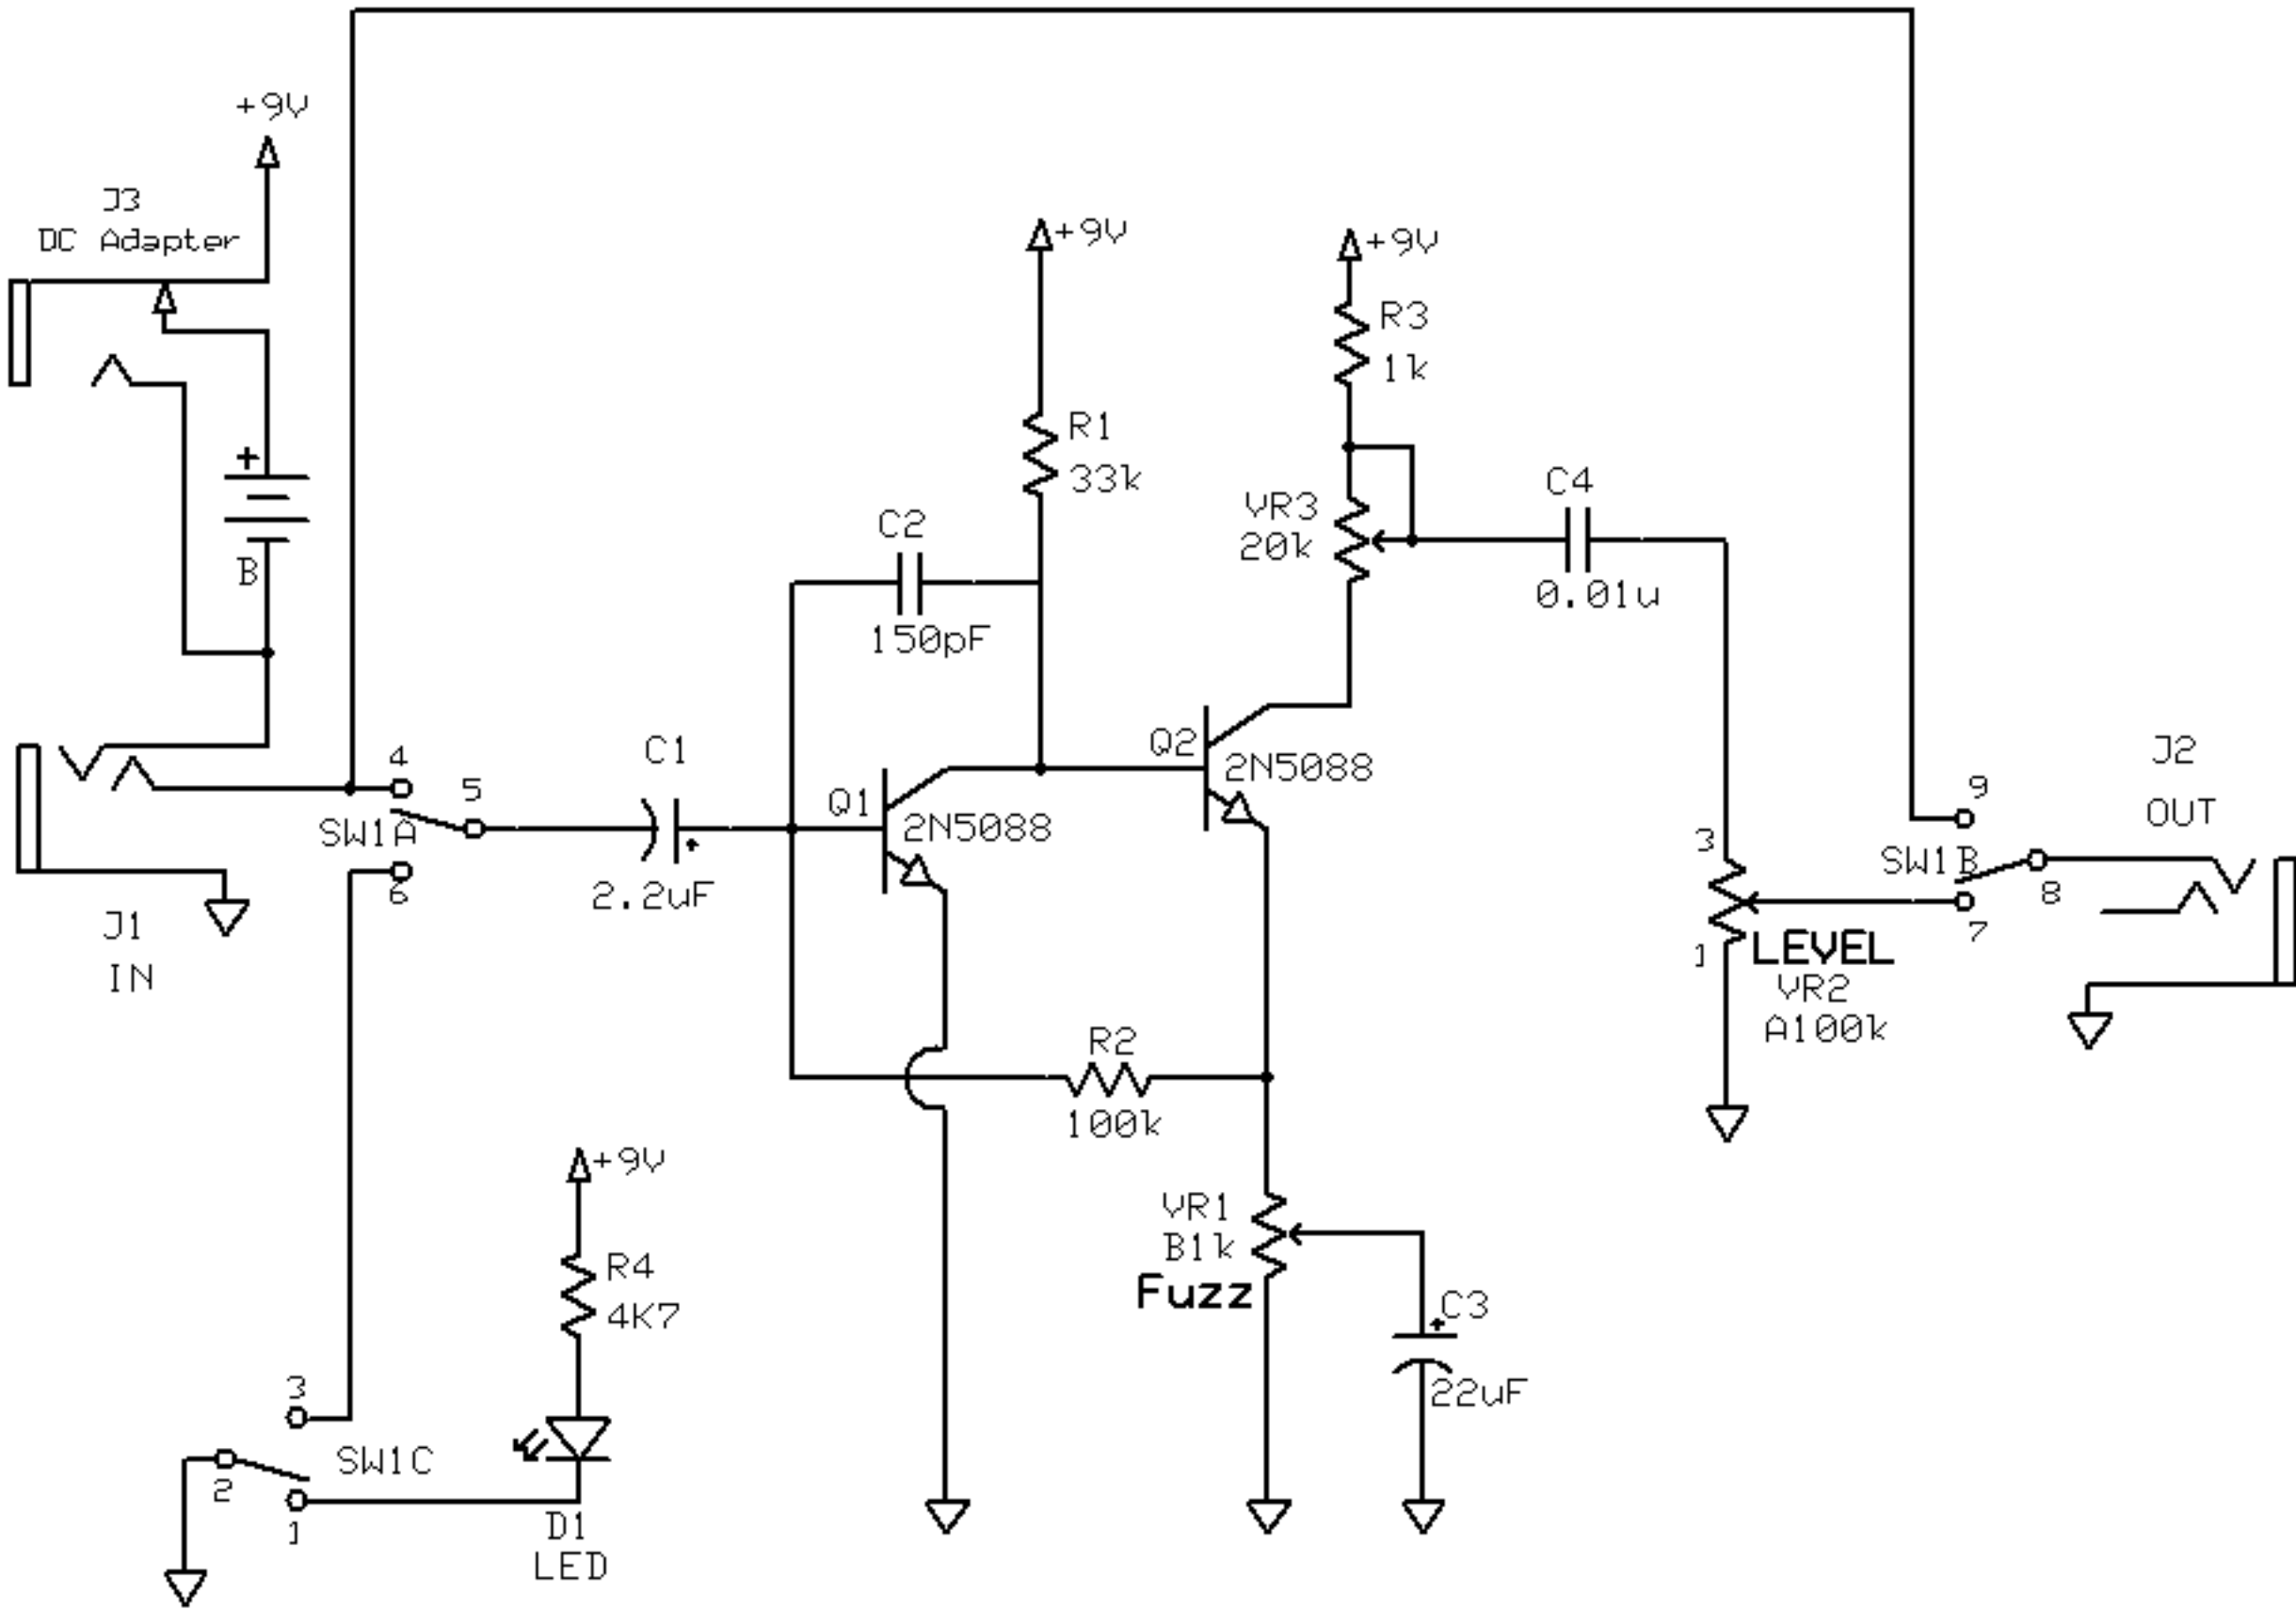 +9V
J3
DC Adapter
+9V
+9V
R3
1k
R1
33k
C2
150pF
VR3
20k
C4
0.01u
+
B
4
5
6
SW1A
C1
+
2.2uF
Q1
2N5088
Q2
2N5088
J1
IN
J2
OUT
9
SW1B
8
7
3
1
LEVEL
VR2
A100k
R2
100k
+9V
R4
4K7
VR1
B1k
Fuzz
C3
+
22uF
3
SW1C
2
1
D1
LED